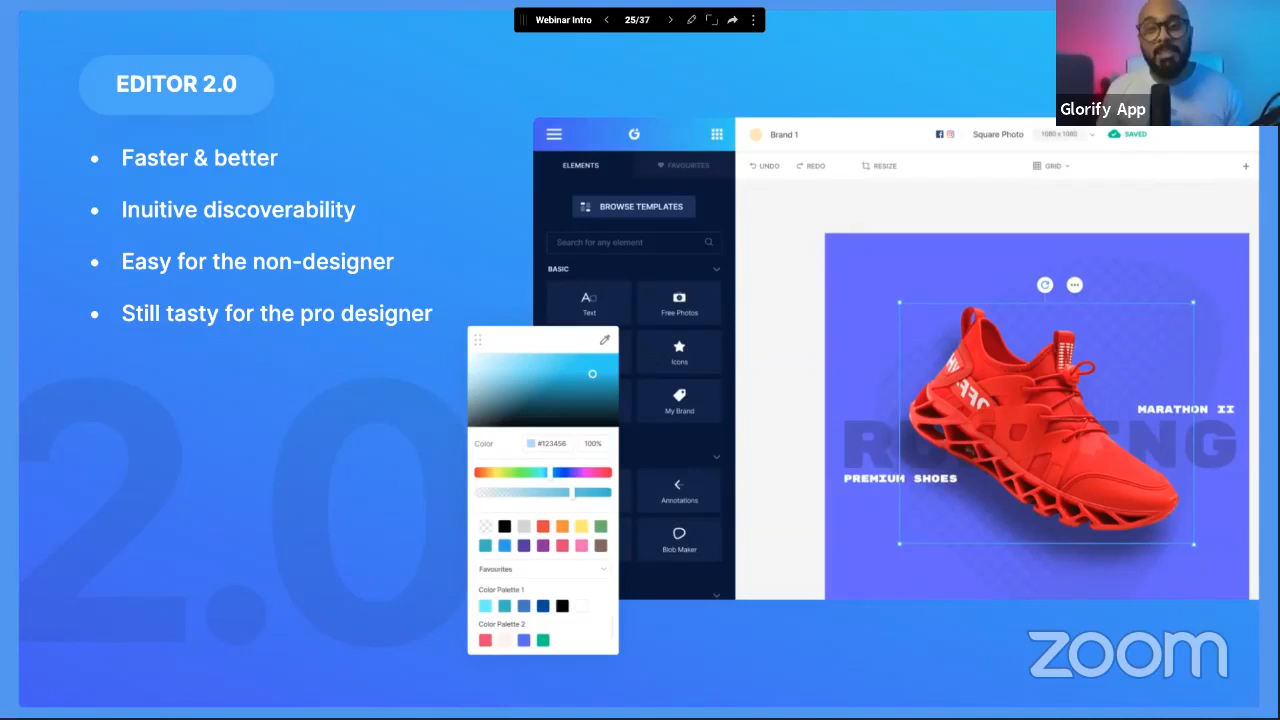 Webinar Intro
25/37
Glorify App
EDITOR 2.0
Faster & better
Inuitive discoverability
Easy for the non-designer
Still tasty for the pro designer
2.0
ELEMENTS
FAVOURITES
BROWSE TEMPLATES
Search for any element
BASIC
Text
Free Photos
Icons
My Brand
Annotations
Blob Maker
Color
#123456
100%
Favourites
Color Palette 1
Color Palette 2
Brand 1
Square Photo
1080 x 1080
SAVED
UNDO
REDO
RESIZE
GRID
MARATHON II
PREMIUM SHOES
zoom